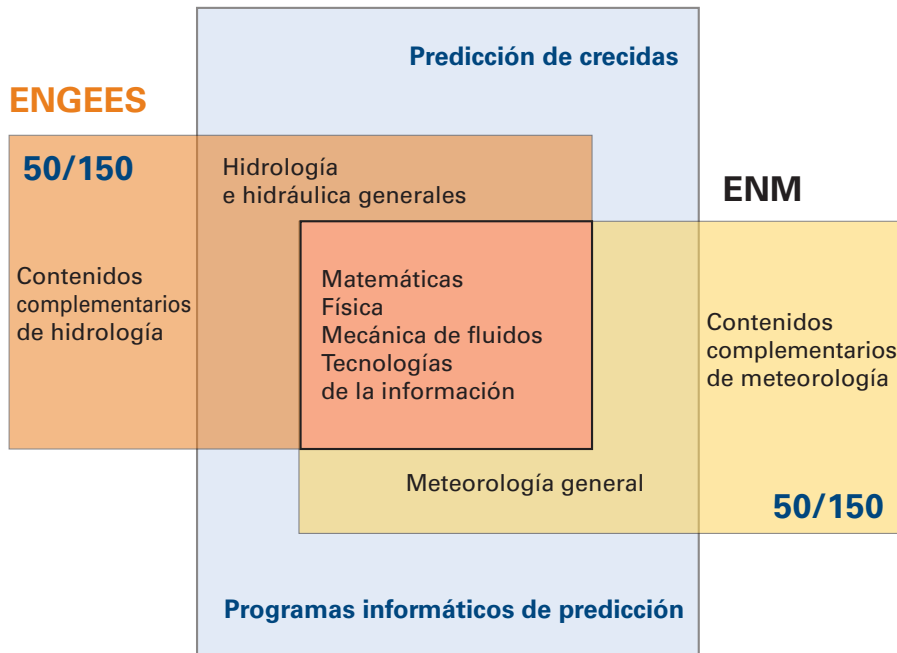 Predicción de crecidas
ENGEES
50/150
Hidrología
e hidráulica generales
ENM
Contenidos
complementarios
de hidrología
Matemáticas
Física
Mecánica de fluidos
Tecnologías
de la información
Contenidos
complementarios
de meteorología
Meteorología general
50/150
Programas informáticos de predicción